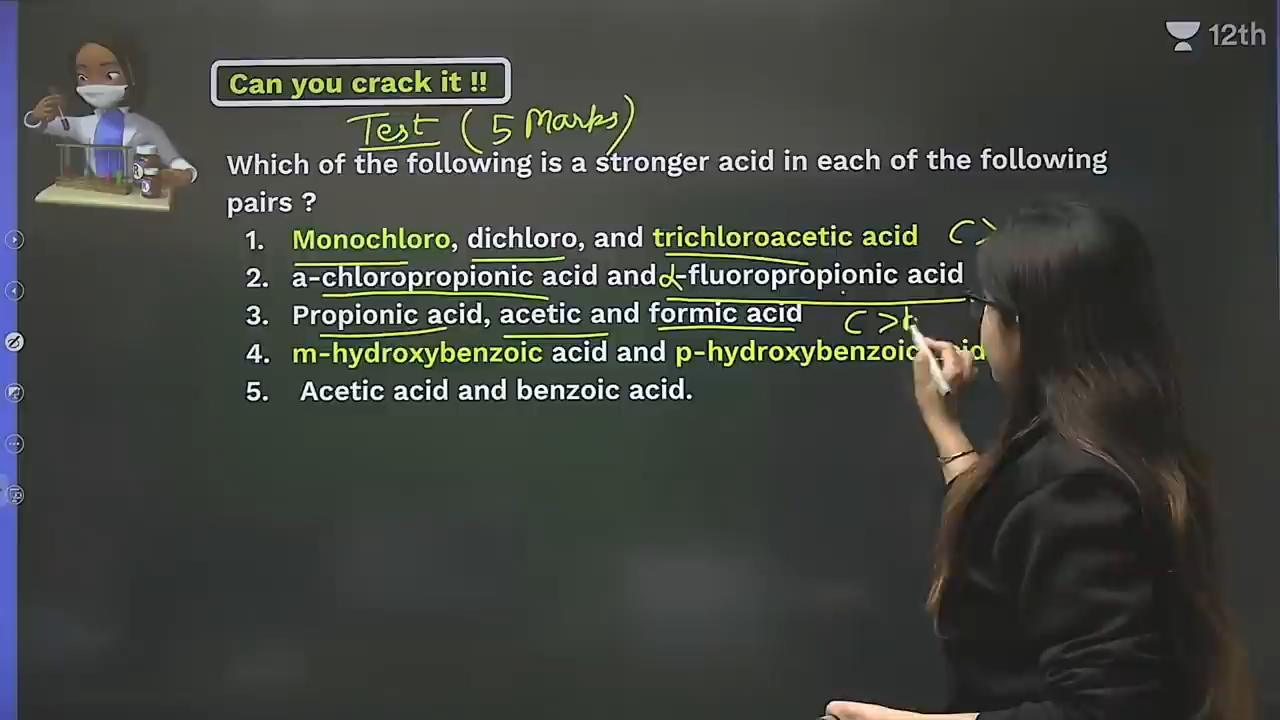 12th
Can you crack it !!
Test (5 Marks)
Which of the following is a stronger acid in each of the following
pairs ?
1. Monochloro, dichloro, and trichloroacetic acid C>
2. a-chloropropionic acid and α-fluoropropionic acid
3. Propionic acid, acetic and formic acid C >
4. m-hydroxybenzoic acid and p-hydroxybenzoic
5. Acetic acid and benzoic acid.